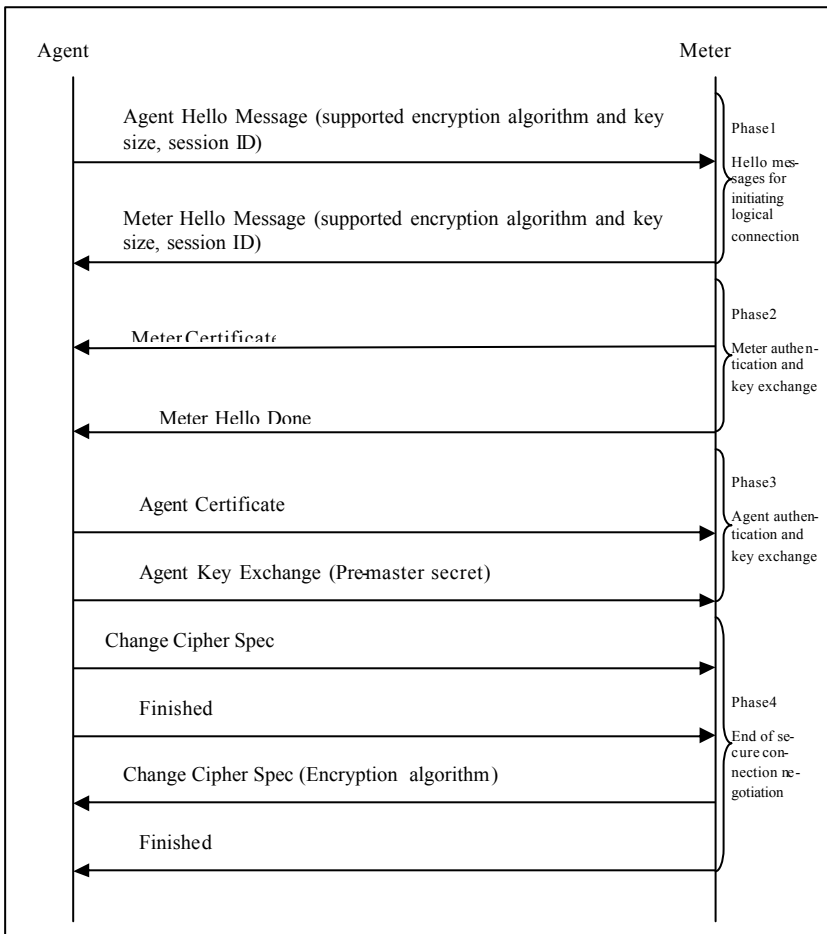 Agent
Meter
Agent Hello Message (supported encryption algorithm and key
size, session ID)
Phase1
Hello mes-
sages for
initiating
logical
connection
Meter Hello Message (supported encryption algorithm and key
size, session ID)
Phase2
Meter authen-
tication and
key exchange
Meter Certificate
Meter Hello Done
Phase3
Agent authen-
tication and
key exchange
Agent Certificate
Agent Key Exchange (Pre-master secret)
Change Cipher Spec
Finished
Phase4
End of se-
cure con-
nection ne-
gotiation
Change Cipher Spec (Encryption algorithm)
Finished